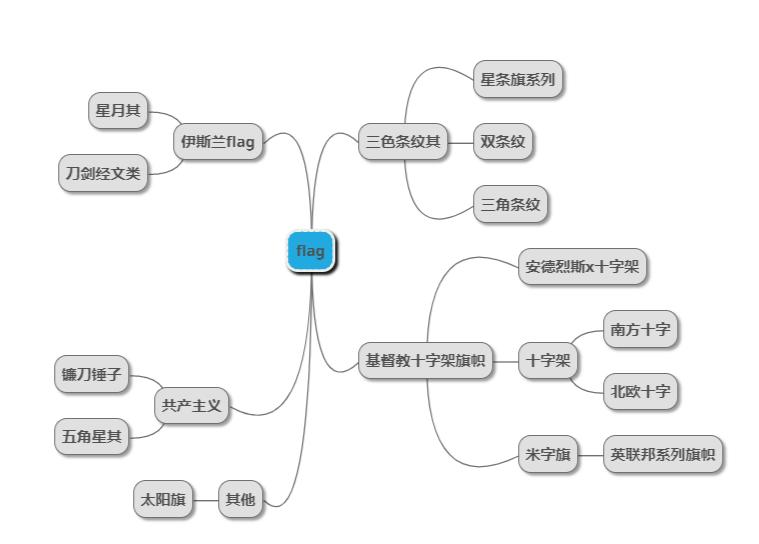 星条旗系列
星月其
三色条纹其
双条纹
伊斯兰flag
刀剑经文类
三角条纹
flag
安德烈斯x十字架
南方十字
基督教十字架旗帜
十字架
镰刀锤子
北欧十字
共产主义
五角星其
米字旗
英联邦系列旗帜
太阳旗
其他